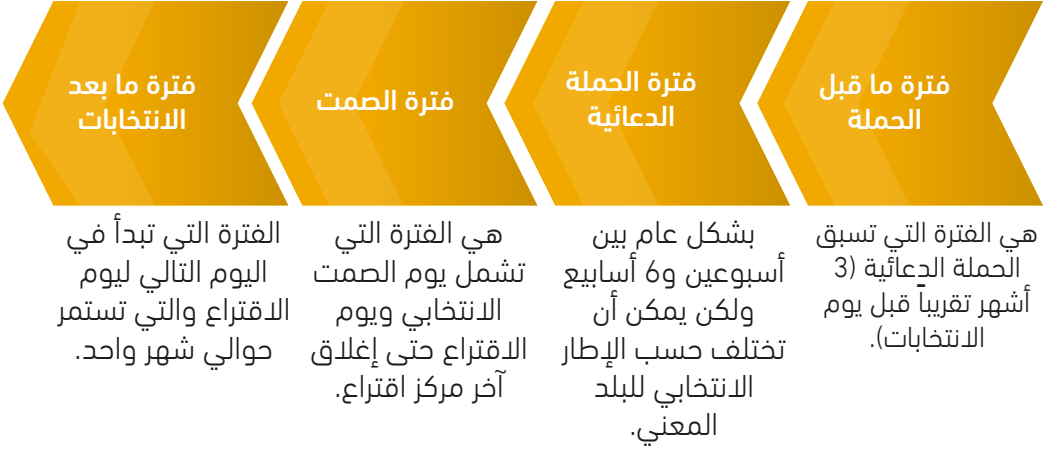 فترة ما قبل
الحملة
هي الفترة التي تسبق
الحملة الدعائية (3
أشهر تقريباً قبل يوم
الانتخابات).
فترة الحملة
الدعائية
بشكل عام بين
أسبوعين و6 أسابيع
ولكن يمكن أن
تختلف حسب الإطار
الانتخابي للبلد
المعني.
فترة الصمت
هي الفترة التي
تشمل يوم الصمت
الانتخابي ويوم
الاقتراع حتى إغلاق
آخر مركز اقتراع.
فترة ما بعد
الانتخابات
الفترة التي تبدأ في
اليوم التالي ليوم
الاقتراع والتي تستمر
حوالي شهر واحد.